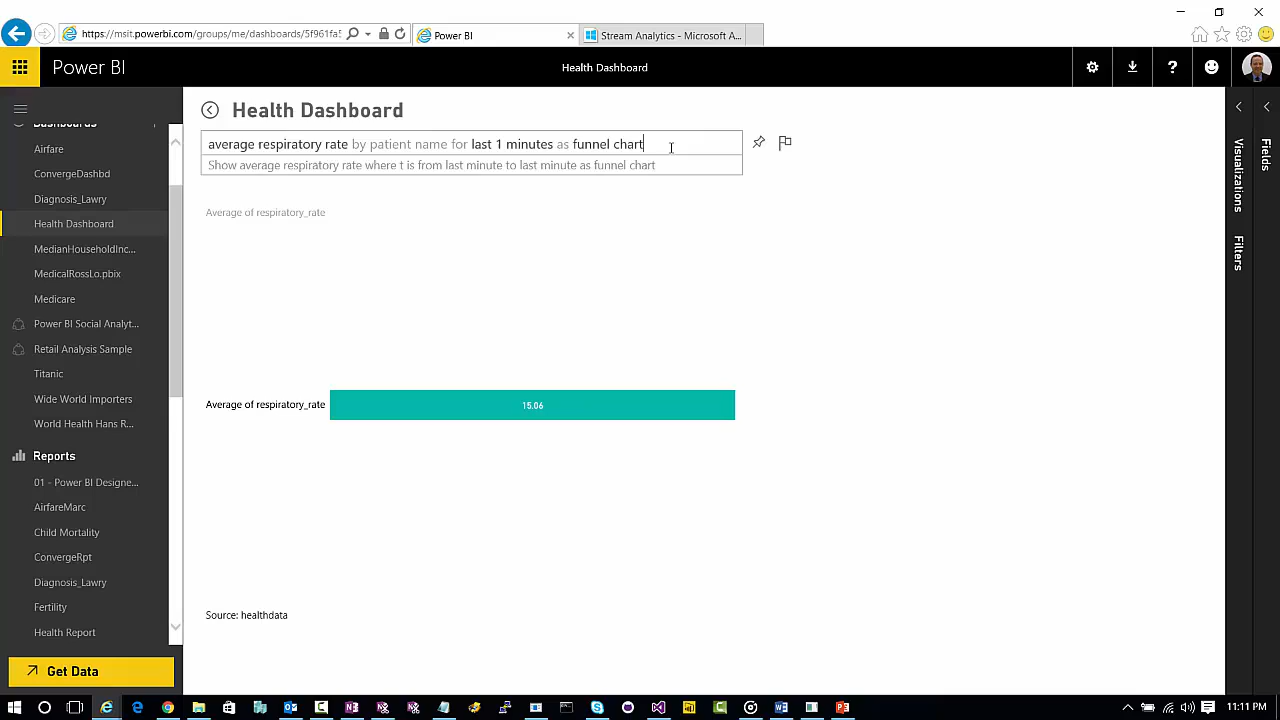 https://msit.powerbi.com/groups/me/dashboards/5f961fa5
Power BI
Stream Analytics - Microsoft A...
Power BI
Health Dashboard
Dashboards
Airfare
ConvergeDashbd
Diagnosis_Lawry
Health Dashboard
MedianHouseholdInc...
MedicalRossLo.pbix
Medicare
Power BI Social Analyt...
Retail Analysis Sample
Titanic
Wide World Importers
World Health Hans R...
Reports
01 - Power BI Designe...
AirfareMarc
Child Mortality
ConvergeRpt
Diagnosis_Lawry
Fertility
Health Report
Get Data
Health Dashboard
average respiratory rate by patient name for last 1 minutes as funnel chart
Show average respiratory rate where t is from last minute to last minute as funnel chart
Average of respiratory_rate
Average of respiratory_rate
15.06
Source: healthdata
Visualizations
Filters
Fields
11:11 PM